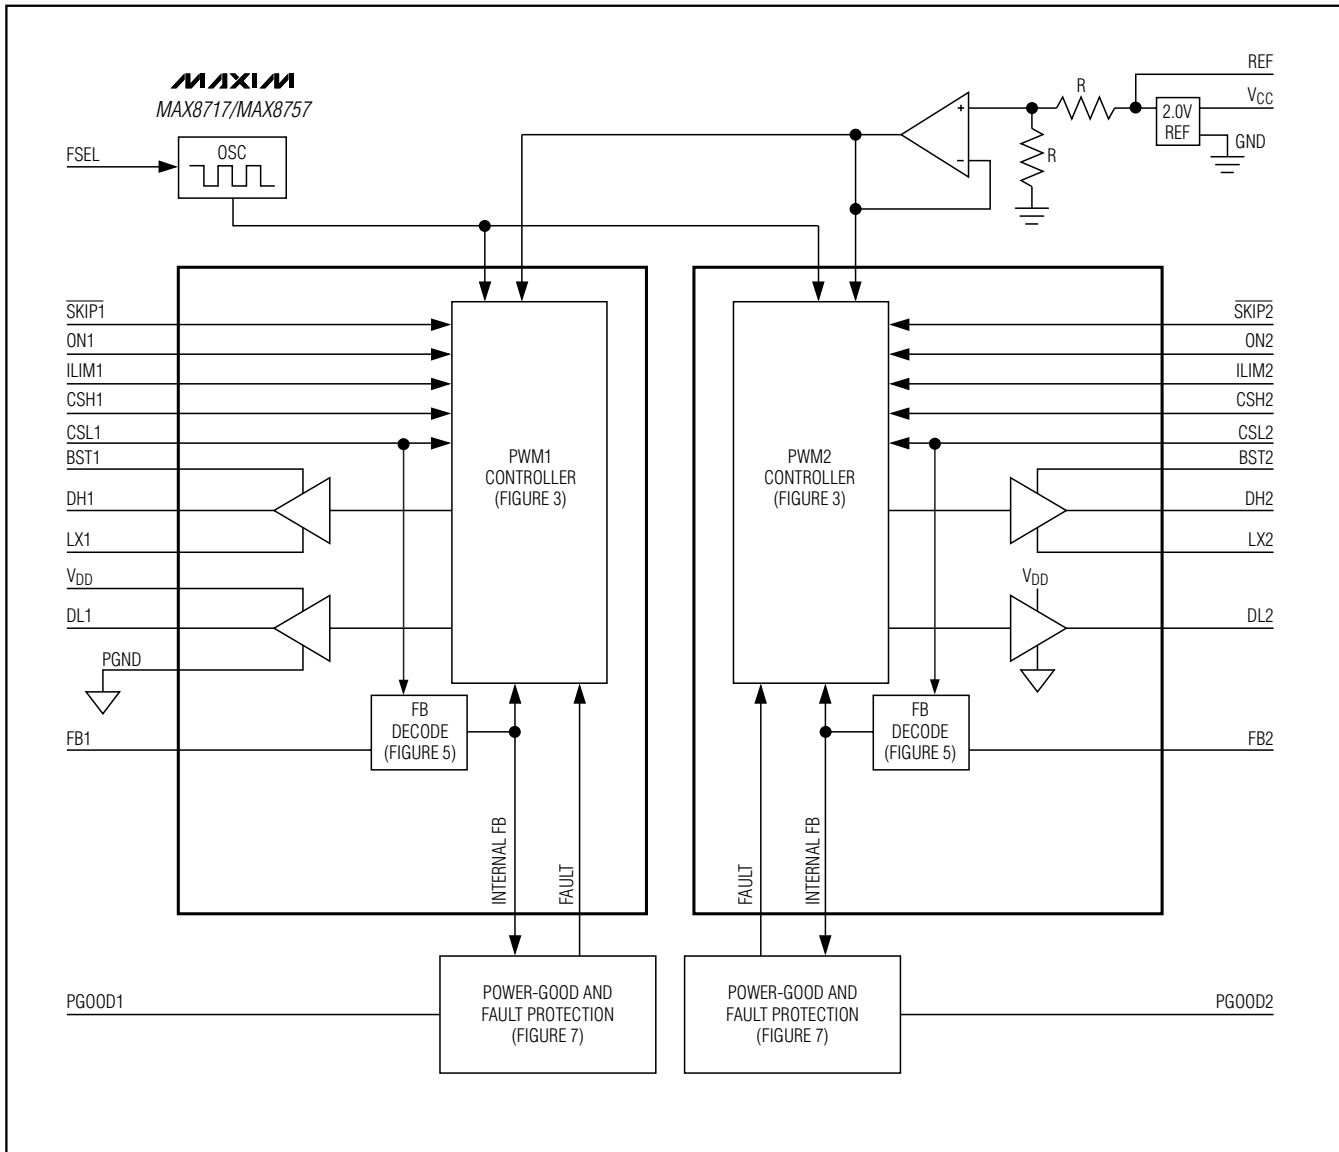 MAXIM
MAX8717/MAX8757
FSEL
OSC
REF
R
VCC
2.0V
REF
GND
R
+
–
SKIP1
ON1
ILIM1
CSH1
CSL1
BST1
DH1
LX1
VDD
DL1
PGND
FB1
PWM1
CONTROLLER
(FIGURE 3)
FB
DECODE
(FIGURE 5)
INTERNAL FB
FAULT
PWM2
CONTROLLER
(FIGURE 3)
SKIP2
ON2
ILIM2
CSH2
CSL2
BST2
DH2
LX2
VDD
DL2
FB
DECODE
(FIGURE 5)
FB2
FAULT
INTERNAL FB
PGOOD1
POWER-GOOD AND
FAULT PROTECTION
(FIGURE 7)
POWER-GOOD AND
FAULT PROTECTION
(FIGURE 7)
PGOOD2